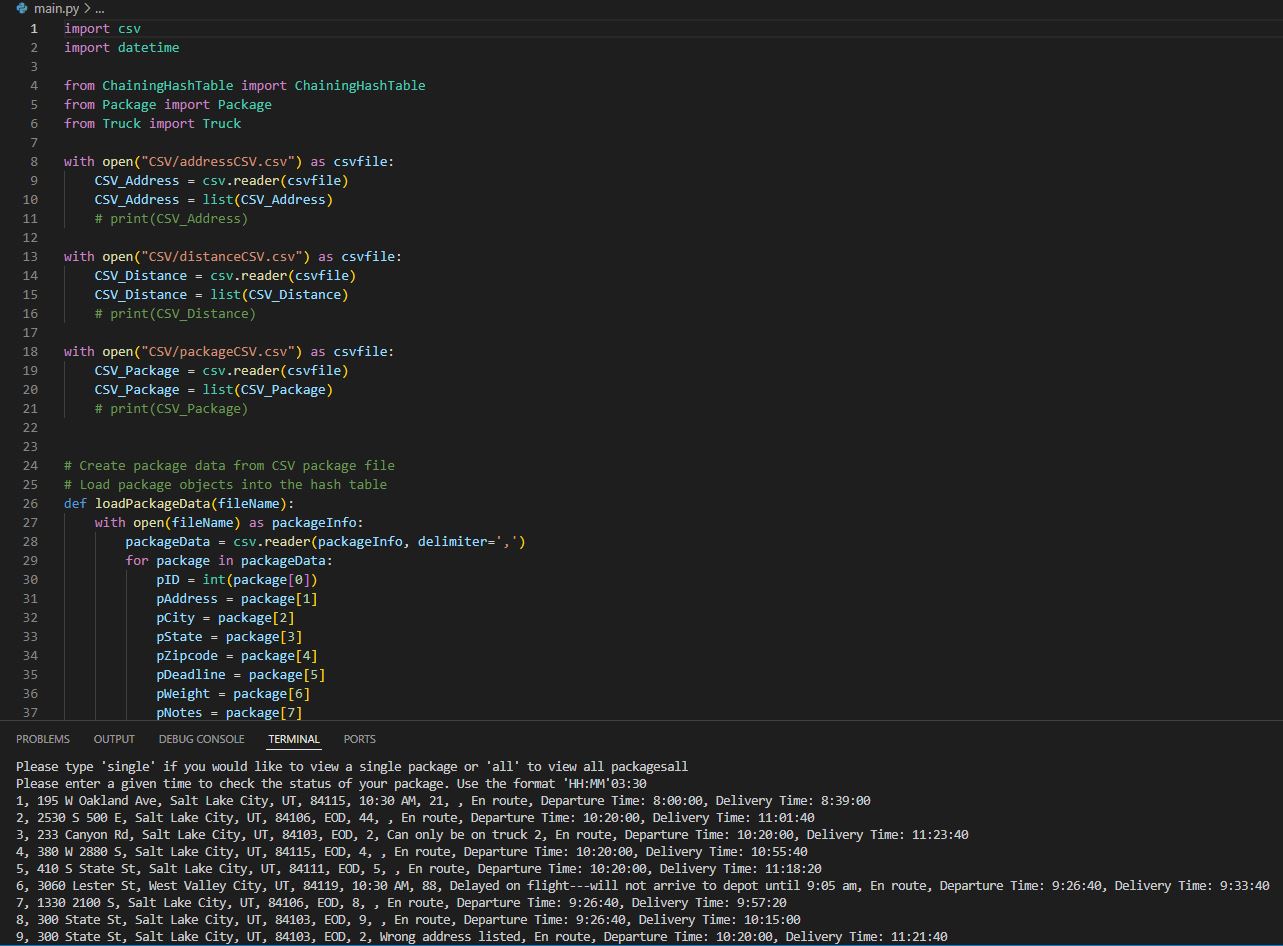 main.py > ...
1 import csv
2 import datetime
3
4 from ChainingHashTable import ChainingHashTable
5 from Package import Package
6 from Truck import Truck
7
8 with open("CSV/addressCSV.csv") as csvfile:
9     CSV_Address = csv.reader(csvfile)
10     CSV_Address = list(CSV_Address)
11     # print(CSV_Address)
12
13 with open("CSV/distanceCSV.csv") as csvfile:
14     CSV_Distance = csv.reader(csvfile)
15     CSV_Distance = list(CSV_Distance)
16     # print(CSV_Distance)
17
18 with open("CSV/packageCSV.csv") as csvfile:
19     CSV_Package = csv.reader(csvfile)
20     CSV_Package = list(CSV_Package)
21     # print(CSV_Package)
22
23
24 # Create package data from CSV package file
25 # Load package objects into the hash table
26 def loadPackageData(fileName):
27     with open(fileName) as packageInfo:
28         packageData = csv.reader(packageInfo, delimiter=',')
29         for package in packageData:
30             pID = int(package[0])
31             pAddress = package[1]
32             pCity = package[2]
33             pState = package[3]
34             pZipcode = package[4]
35             pDeadline = package[5]
36             pWeight = package[6]
37             pNotes = package[7]
PROBLEMS OUTPUT DEBUG CONSOLE TERMINAL PORTS
Please type 'single' if you would like to view a single package or 'all' to view all packagesall
Please enter a given time to check the status of your package. Use the format 'HH:MM'03:30
1, 195 W Oakland Ave, Salt Lake City, UT, 84115, 10:30 AM, 21, , En route, Departure Time: 8:00:00, Delivery Time: 8:39:00
2, 2530 S 500 E, Salt Lake City, UT, 84106, EOD, 44, , En route, Departure Time: 10:20:00, Delivery Time: 11:01:40
3, 233 Canyon Rd, Salt Lake City, UT, 84103, EOD, 2, Can only be on truck 2, En route, Departure Time: 10:20:00, Delivery Time: 11:23:40
4, 380 W 2880 S, Salt Lake City, UT, 84115, EOD, 4, , En route, Departure Time: 10:20:00, Delivery Time: 10:55:40
5, 410 S State St, Salt Lake City, UT, 84111, EOD, 5, , En route, Departure Time: 10:20:00, Delivery Time: 11:18:20
6, 3060 Lester St, West Valley City, UT, 84119, 10:30 AM, 88, Delayed on flight---will not arrive to depot until 9:05 am, En route, Departure Time: 9:26:40, Delivery Time: 9:33:40
7, 1330 2100 S, Salt Lake City, UT, 84106, EOD, 8, , En route, Departure Time: 9:26:40, Delivery Time: 9:57:20
8, 300 State St, Salt Lake City, UT, 84103, EOD, 9, , En route, Departure Time: 9:26:40, Delivery Time: 10:15:00
9, 300 State St, Salt Lake City, UT, 84103, EOD, 2, Wrong address listed, En route, Departure Time: 10:20:00, Delivery Time: 11:21:40